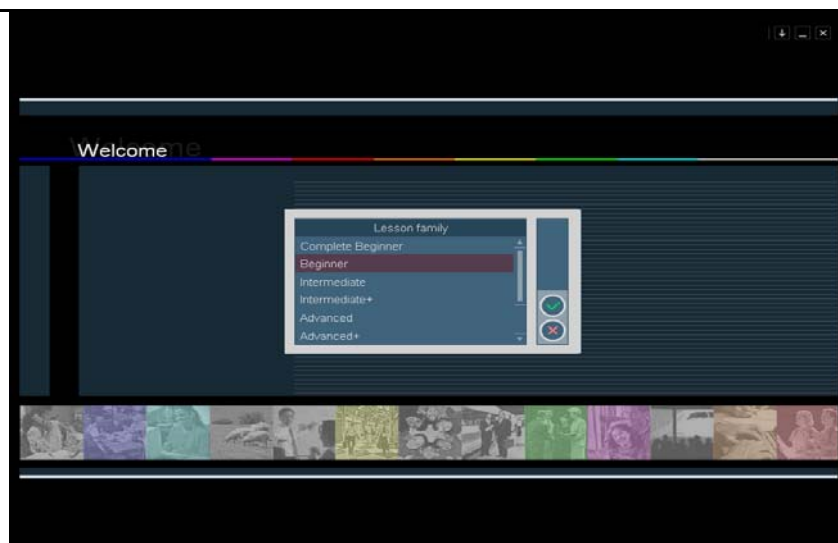 Welcome
Lesson family
Complete Beginner
Beginner
Intermediate
Intermediate+
Advanced
Advanced+